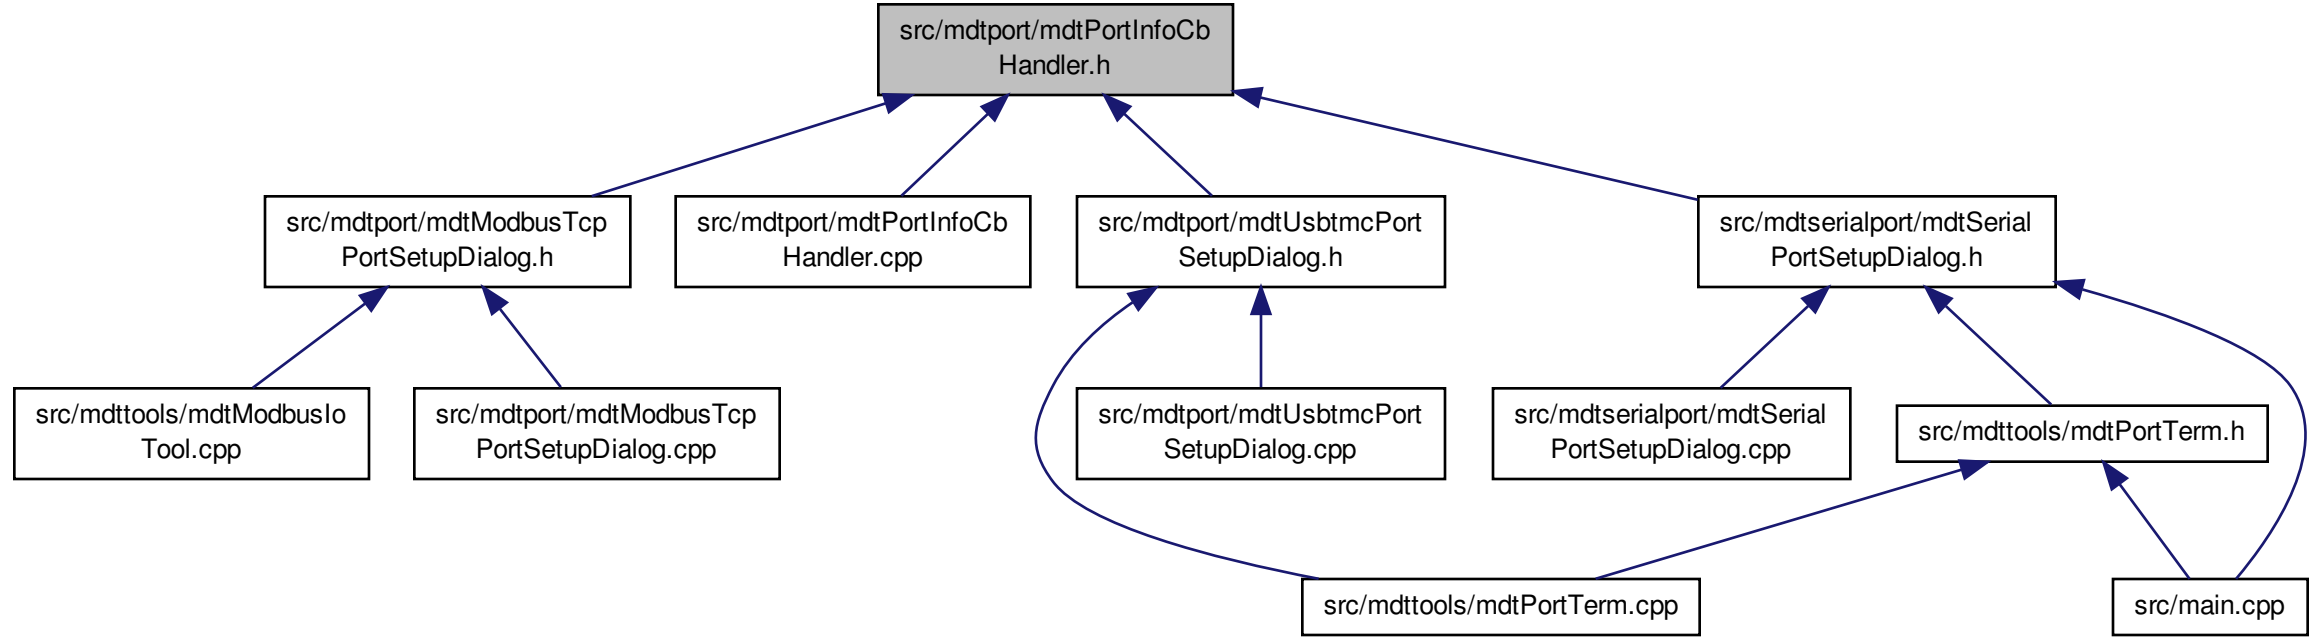 src/mdtport/mdtPortInfoCb
Handler.h
src/mdtport/mdtModbusTcp
PortSetupDialog.h
src/mdtport/mdtPortInfoCb
Handler.cpp
src/mdtport/mdtUsbtmcPort
SetupDialog.h
src/mdtserialport/mdtSerial
PortSetupDialog.h
src/mdttools/mdtModbusIo
Tool.cpp
src/mdtport/mdtModbusTcp
PortSetupDialog.cpp
src/mdtport/mdtUsbtmcPort
SetupDialog.cpp
src/mdtserialport/mdtSerial
PortSetupDialog.cpp
src/mdttools/mdtPortTerm.h
src/mdttools/mdtPortTerm.cpp
src/main.cpp